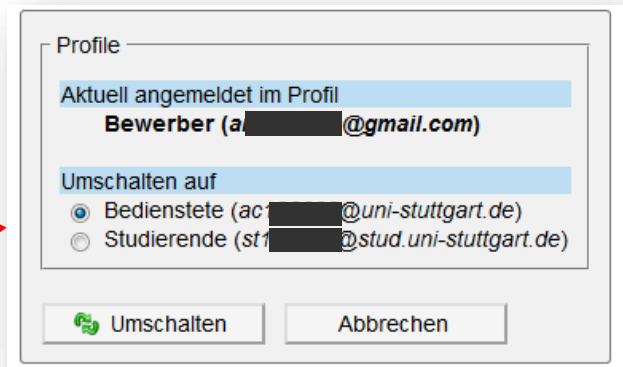 Profile
Aktuell angemeldet im Profil
Bewerber (a @gmail.com)
Umschalten auf
Bedienstete (ac1 @uni-stuttgart.de)
Studierende (st1 @stud.uni-stuttgart.de)
Umschalten
Abbrechen